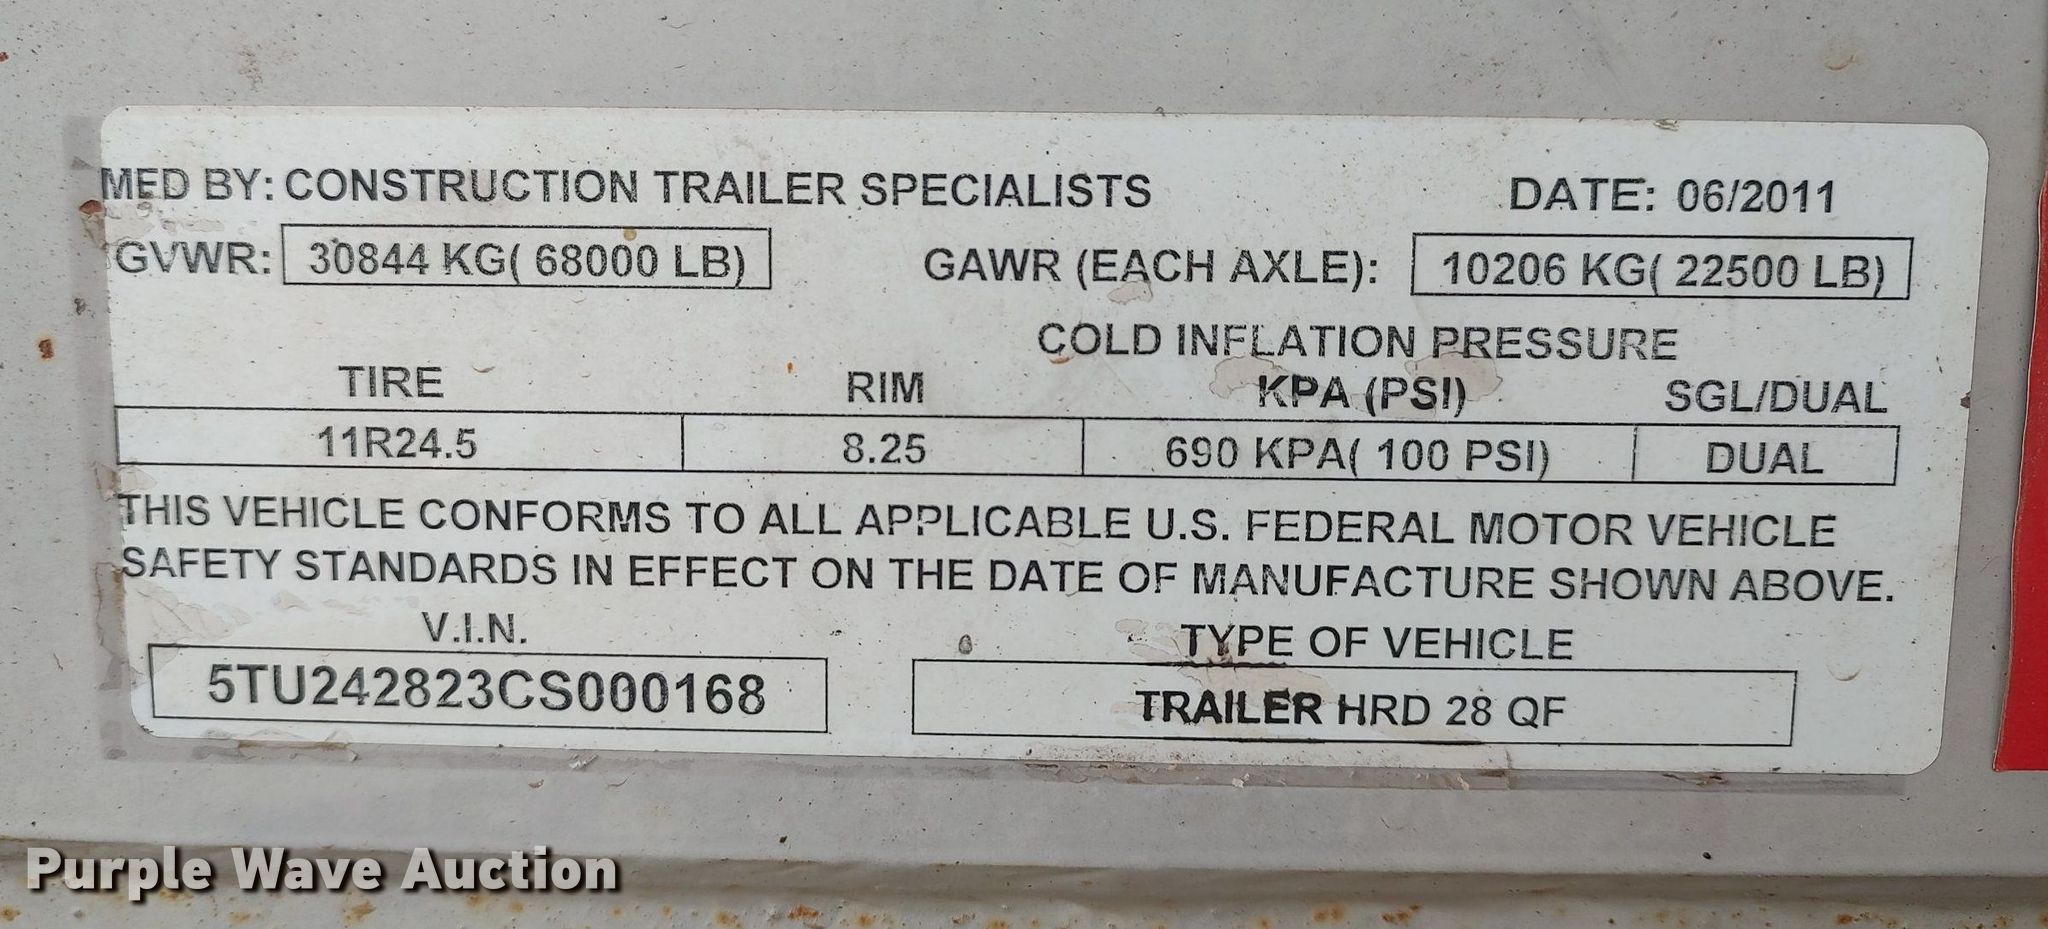 MFD BY: CONSTRUCTION TRAILER SPECIALISTS DATE: 06/2011
GVWR: 30844 KG( 68000 LB) GAWR (EACH AXLE): 10206 KG( 22500 LB)
COLD INFLATION PRESSURE
TIRE RIM KPA (PSI) SGL/DUAL
11R24.5 8.25 690 KPA( 100 PSI) DUAL
THIS VEHICLE CONFORMS TO ALL APPLICABLE U.S. FEDERAL MOTOR VEHICLE
SAFETY STANDARDS IN EFFECT ON THE DATE OF MANUFACTURE SHOWN ABOVE.
V.I.N. TYPE OF VEHICLE
5TU242823CS000168 TRAILER HRD 28 QF
Purple Wave Auction